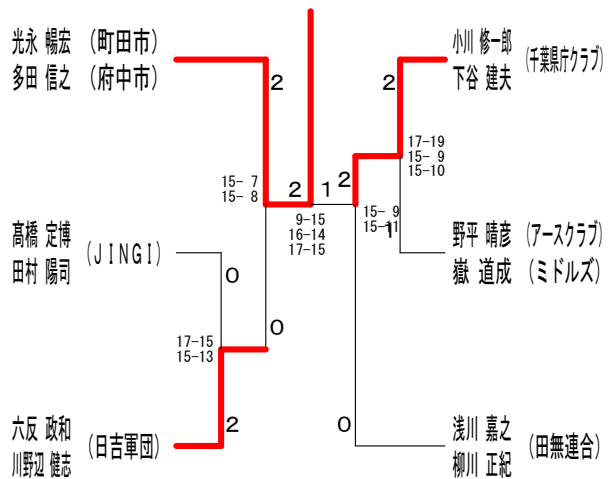 光永 暢宏 (町田市)
多田 信之 (府中市)
2
15- 7
15- 8
髙橋 定博
田村 陽司
(JINGI)
0
17-15
15-13
0
2
六反 政和
川野辺 健志
(日吉軍団)
2
1
9-15
16-14
17-15
小川 修一郎
下谷 建夫
(千葉県庁クラブ)
2
17-19
15- 9
15-10
2
15- 9
15-11
1
野平 晴彦 (アースクラブ)
嶽 道成 (ミドルズ)
0
浅川 嘉之
柳川 正紀
(田無連合)